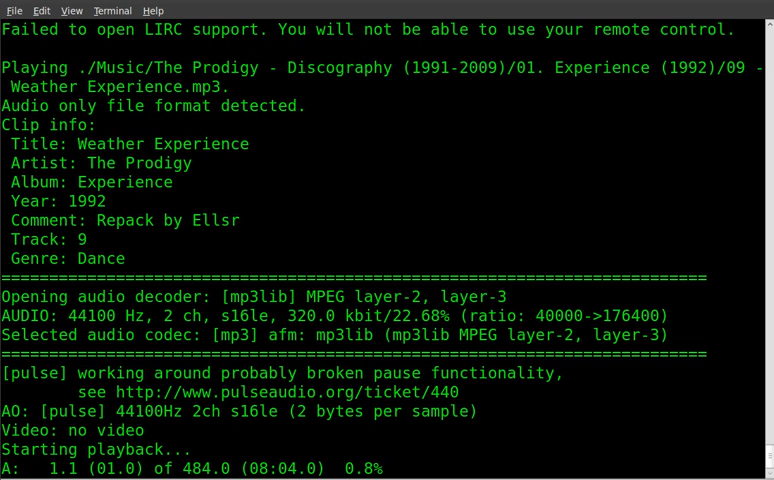 File Edit View Terminal Help
Failed to open LIRC support. You will not be able to use your remote control.
Playing ./Music/The Prodigy - Discography (1991-2009)/01. Experience (1992)/09 -
 Weather Experience.mp3.
Audio only file format detected.
Clip info:
 Title: Weather Experience
 Artist: The Prodigy
 Album: Experience
 Year: 1992
 Comment: Repack by Ellsr
 Track: 9
 Genre: Dance
==========================================================================
Opening audio decoder: [mp3lib] MPEG layer-2, layer-3
AUDIO: 44100 Hz, 2 ch, s16le, 320.0 kbit/22.68% (ratio: 40000->176400)
Selected audio codec: [mp3] afm: mp3lib (mp3lib MPEG layer-2, layer-3)
==========================================================================
[pulse] working around probably broken pause functionality,
        see http://www.pulseaudio.org/ticket/440
AO: [pulse] 44100Hz 2ch s16le (2 bytes per sample)
Video: no video
Starting playback...
A:   1.1 (01.0) of 484.0 (08:04.0)  0.8%